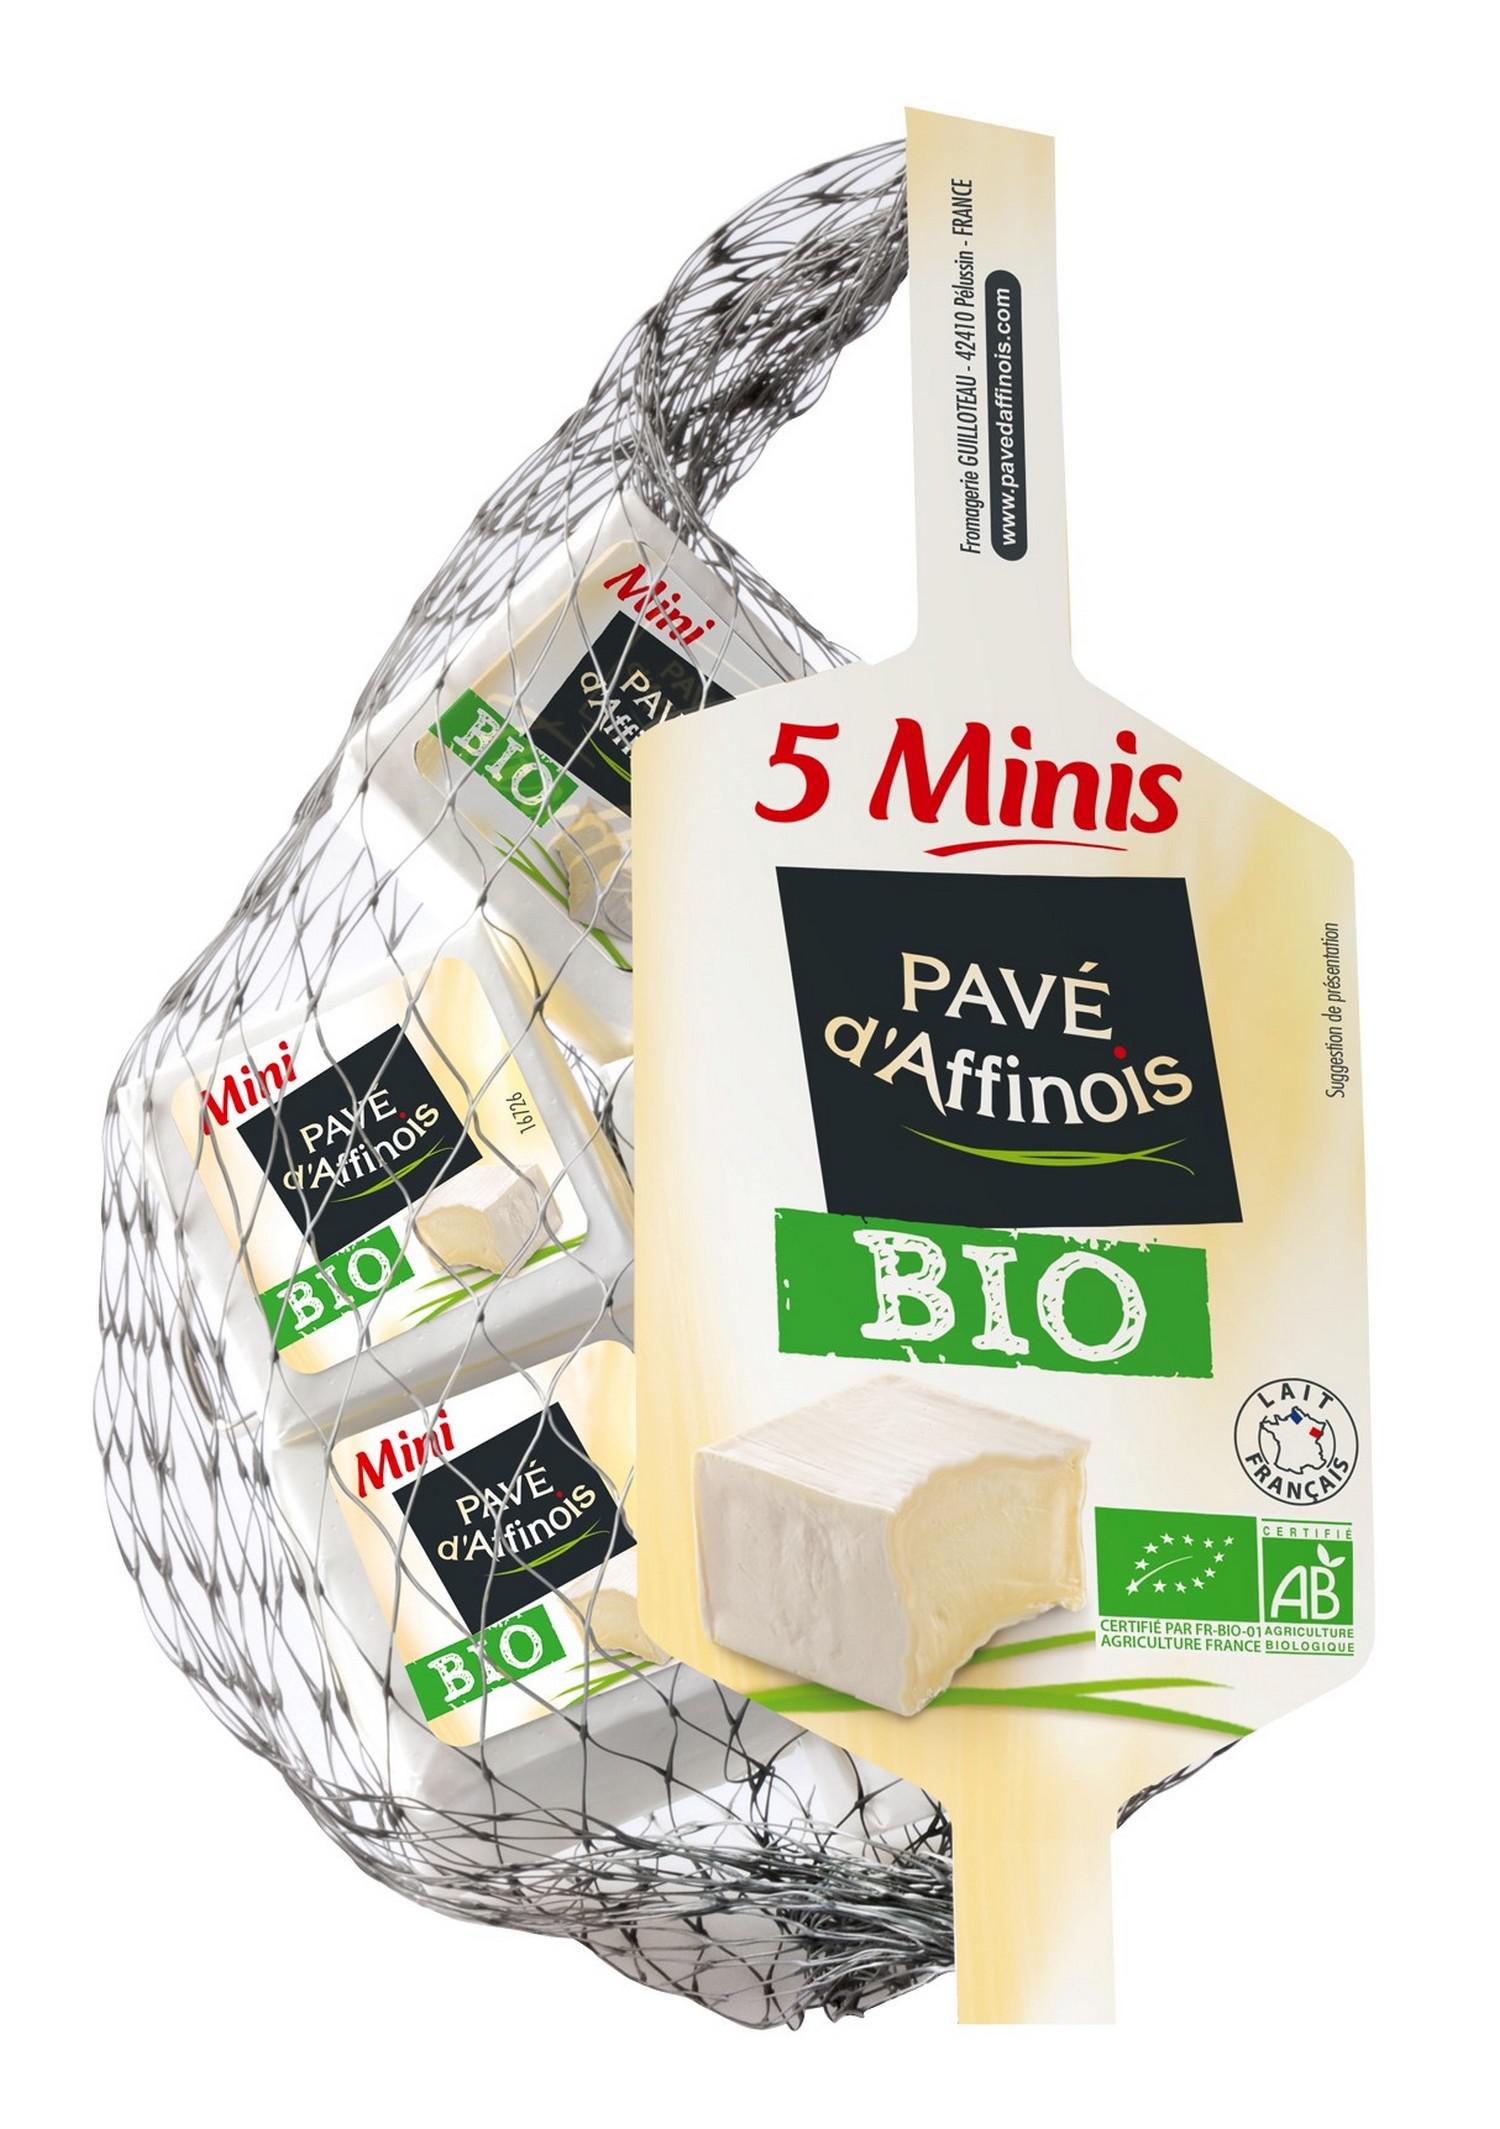 Fromagerie GUILLOTEAU - 42410 Pélussin - FRANCE
www.pavedaffinois.com
5 Minis
PAVÉ
d'Affinois
BIO
Suggestion de présentation
LAIT
FRANÇAIS
CERTIFIÉ PAR FR-BIO-01
AGRICULTURE FRANCE
CERTIFIÉ
AB
AGRICULTURE
BIOLOGIQUE
Mini
d'Affi
BIO
Mini
PAVÉ
d'Affinois
BIO
16726
Mini
PAVÉ
d'Affinois
BIO